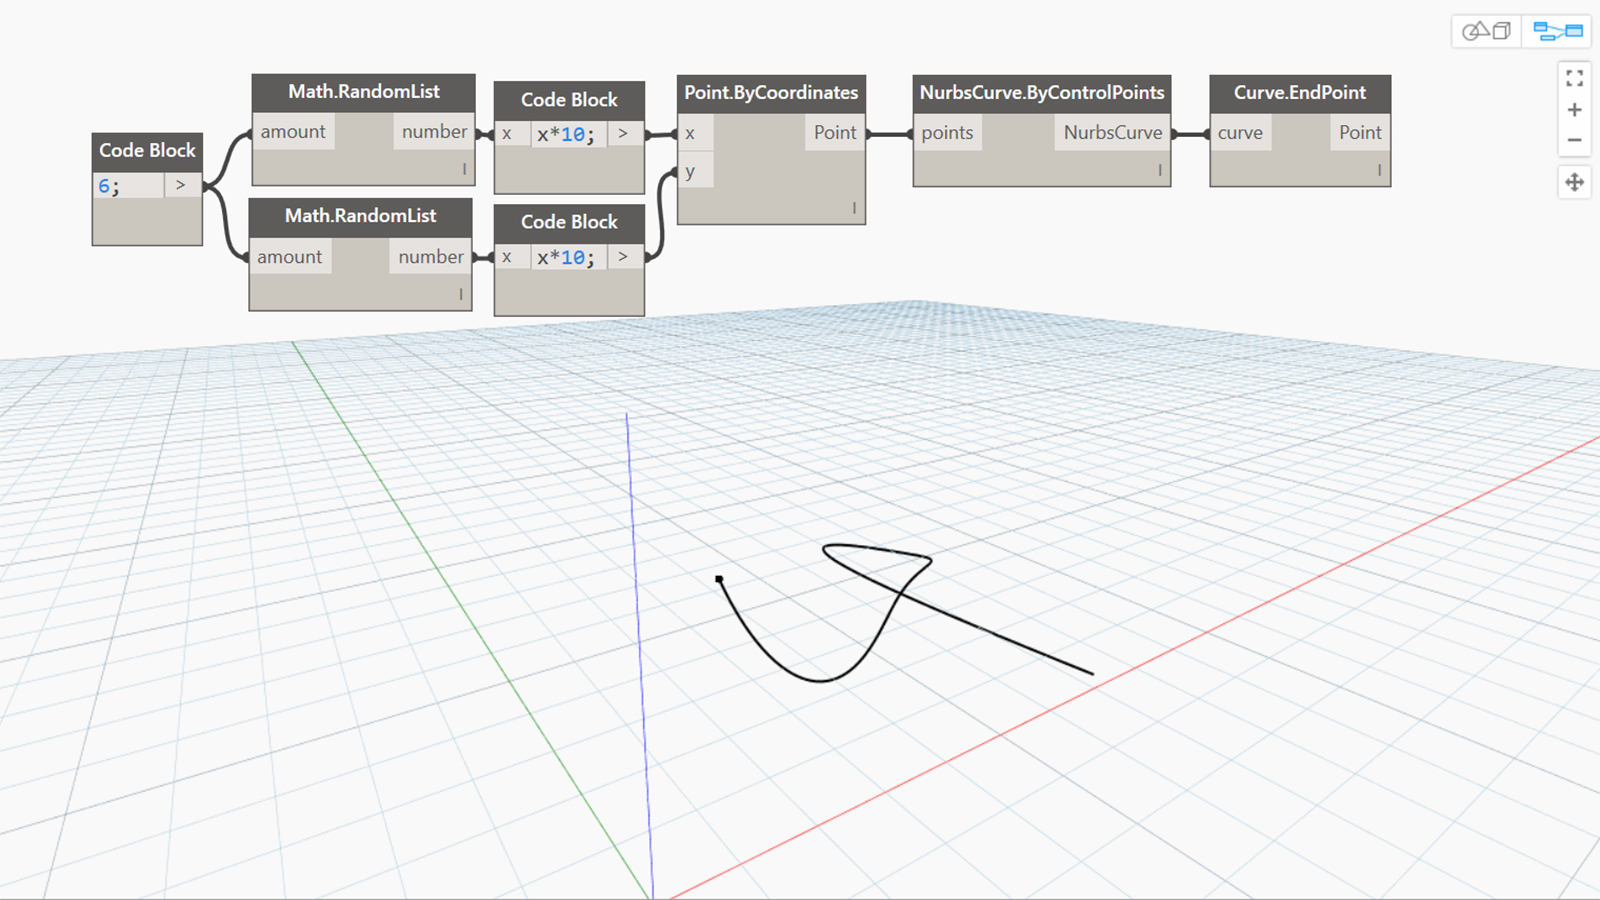 Code Block
6; >
Math.RandomList
amount number
l
Math.RandomList
amount number
l
Code Block
x x*10; >
Code Block
x x*10; >
Point.ByCoordinates
x Point
y
l
NurbsCurve.ByControlPoints
points NurbsCurve
l
Curve.EndPoint
curve Point
l